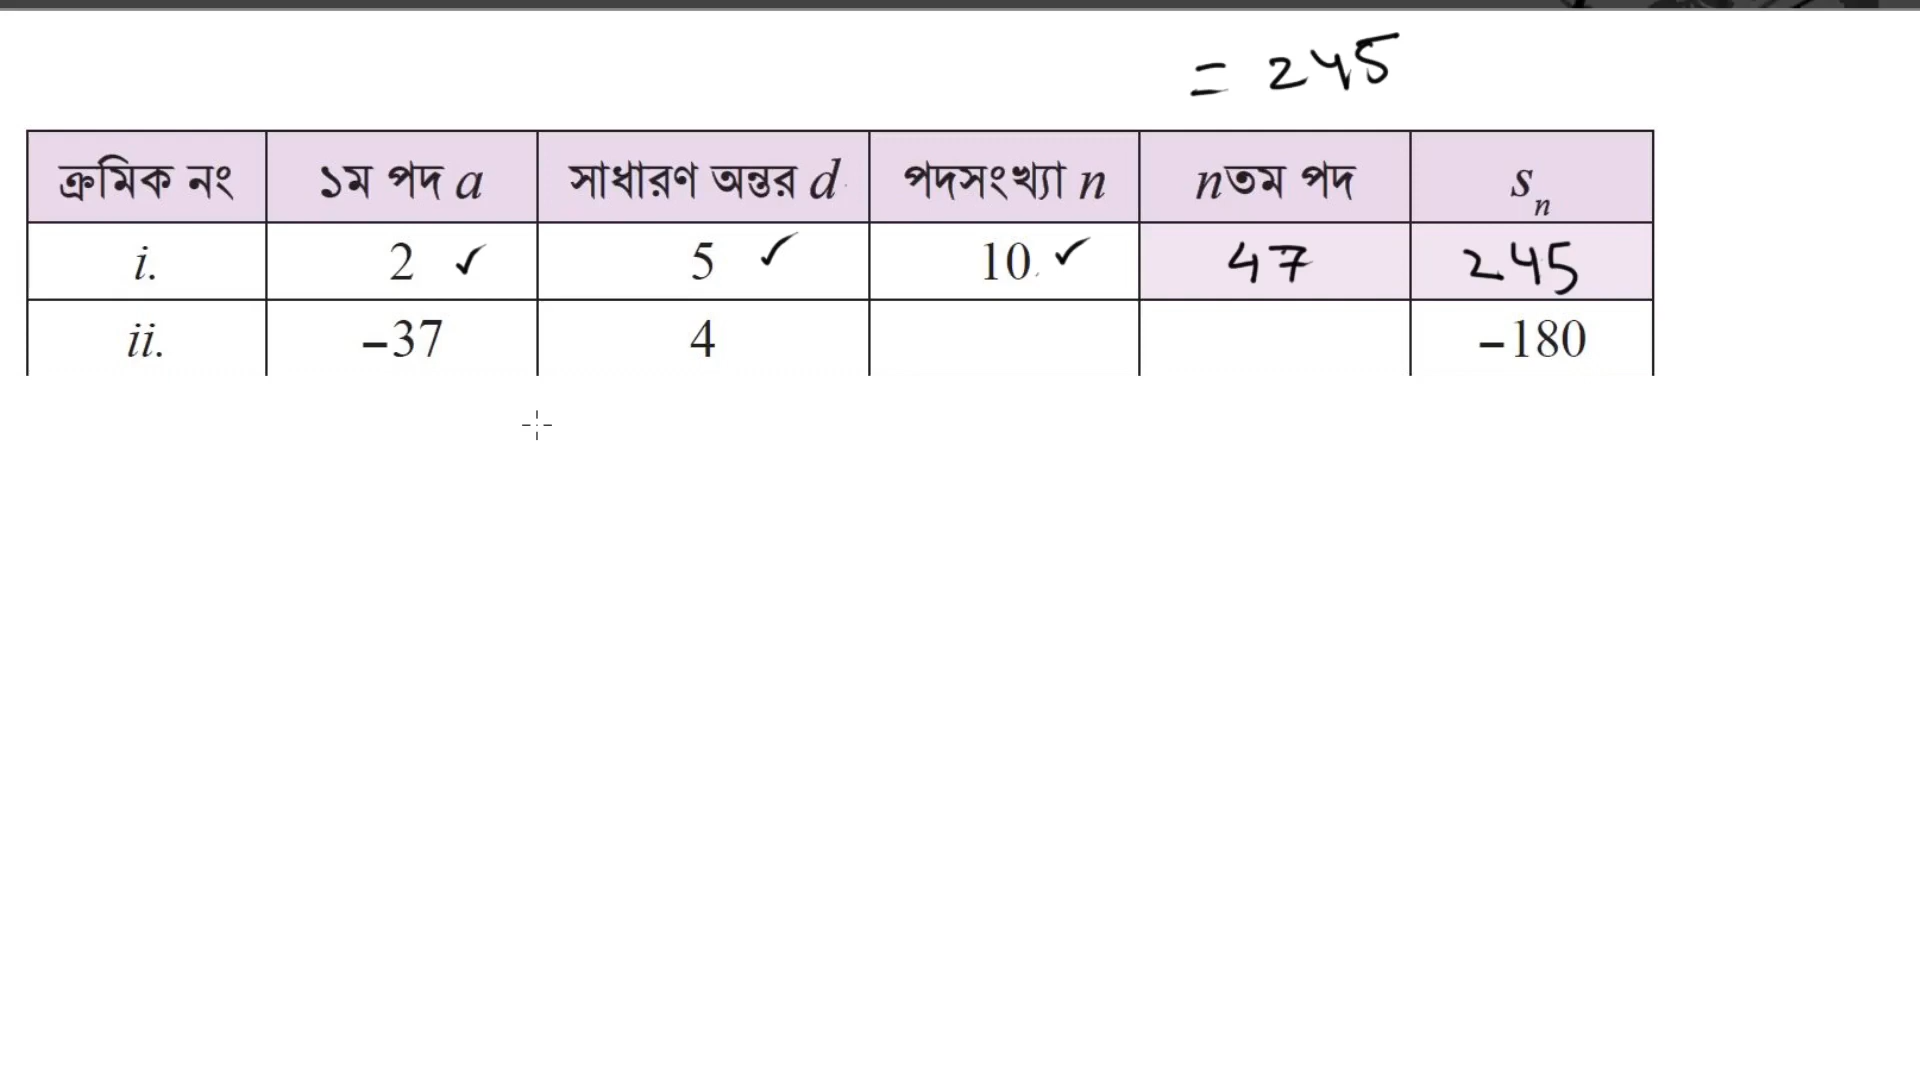 = 245
ক্রমিক নং ১ম পদ a সাধারণ অন্তর d পদসংখ্যা n nতম পদ sₙ
i. 2 ✓ 5 ✓ 10 ✓ 47 245
ii. –37 4 –180